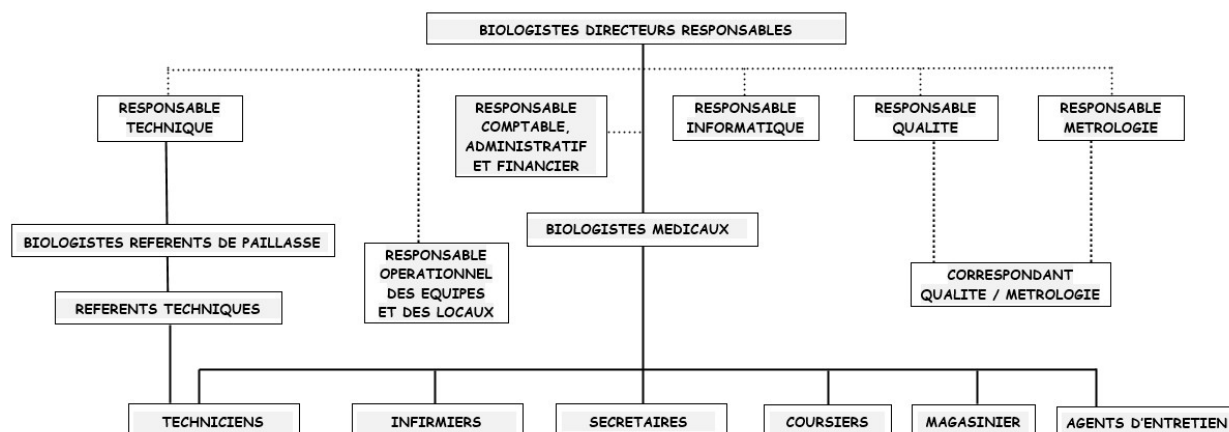 BIOLOGISTES DIRECTEURS RESPONSABLES
RESPONSABLE
TECHNIQUE
RESPONSABLE
COMPTABLE,
ADMINISTRATIF
ET FINANCIER
RESPONSABLE
INFORMATIQUE
RESPONSABLE
QUALITE
RESPONSABLE
METROLOGIE
BIOLOGISTES REFERENTS DE PAILLASSE
RESPONSABLE
OPERATIONNEL
DES EQUIPES
ET DES LOCAUX
BIOLOGISTES MEDICAUX
CORRESPONDANT
QUALITE / METROLOGIE
REFERENTS TECHNIQUES
TECHNICIENS
INFIRMIERS
SECRETAIRES
COURSIERS
MAGASINIER
AGENTS D'ENTRETIEN